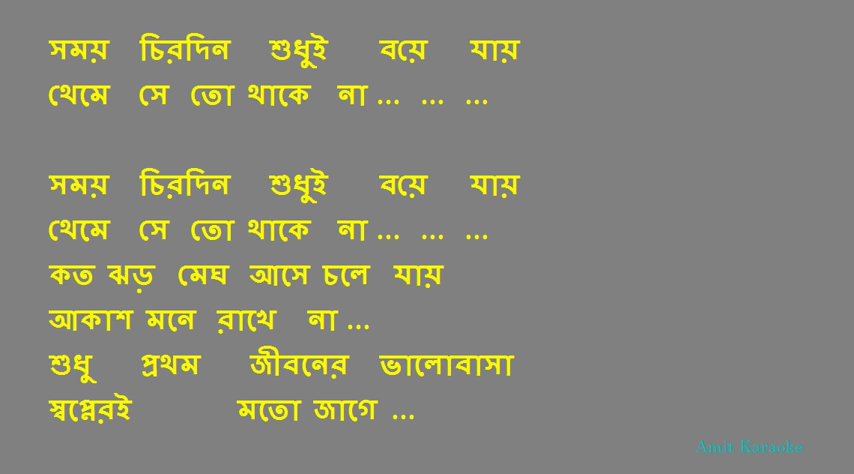 সময় চিরদিন শুধুই বয়ে যায়
থেমে সে তো থাকে না ... ... ...
সময় চিরদিন শুধুই বয়ে যায়
থেমে সে তো থাকে না ... ... ...
কত ঝড় মেঘ আসে চলে যায়
আকাশ মনে রাখে না ...
শুধু প্রথম জীবনের ভালোবাসা
স্বপ্নেরই মতো জাগে ...
Amit Karaoke